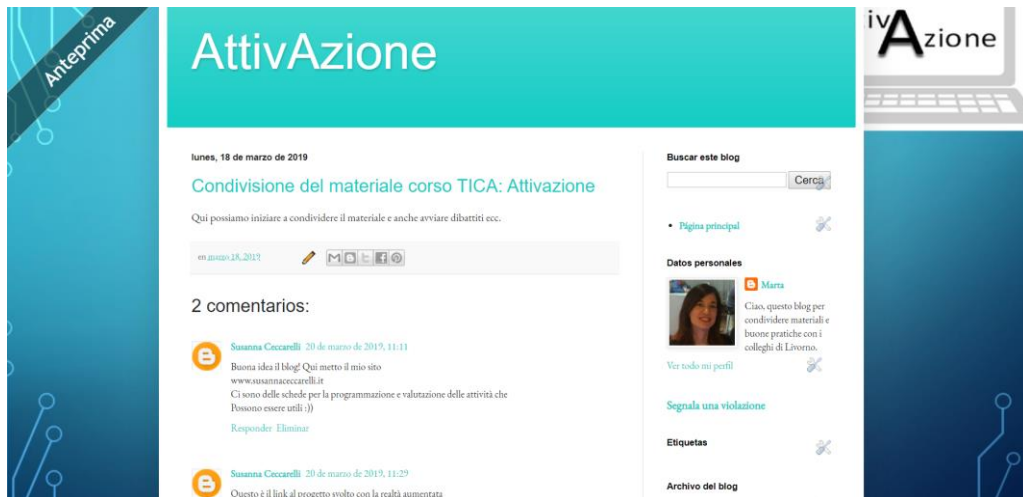 Anteprima
AttivAzione
ivAzione
lunes, 18 de marzo de 2019
Condivisione del materiale corso TICA: Attivazione
Qui possiamo iniziare a condividere il materiale e anche avviare dibattiti ecc.
en marzo 18, 2019
2 comentarios:
Susanna Ceccarelli 20 de marzo de 2019, 11:11
Buona idea il blog! Qui metto il mio sito
www.susannaceccarelli.it
Ci sono delle schede per la programmazione e valutazione delle attività che
Possono essere utili :))
Responder Eliminar
Susanna Ceccarelli 20 de marzo de 2019, 11:29
Questo è il link al progetto svolto con la realtà aumentata
Buscar este blog
Cerca
Página principal
Datos personales
Marta
Ciao, questo blog per
condividere materiali e
buone pratiche con i
colleghi di Livorno.
Ver todo mi perfil
Segnala una violazione
Etiquetas
Archivo del blog